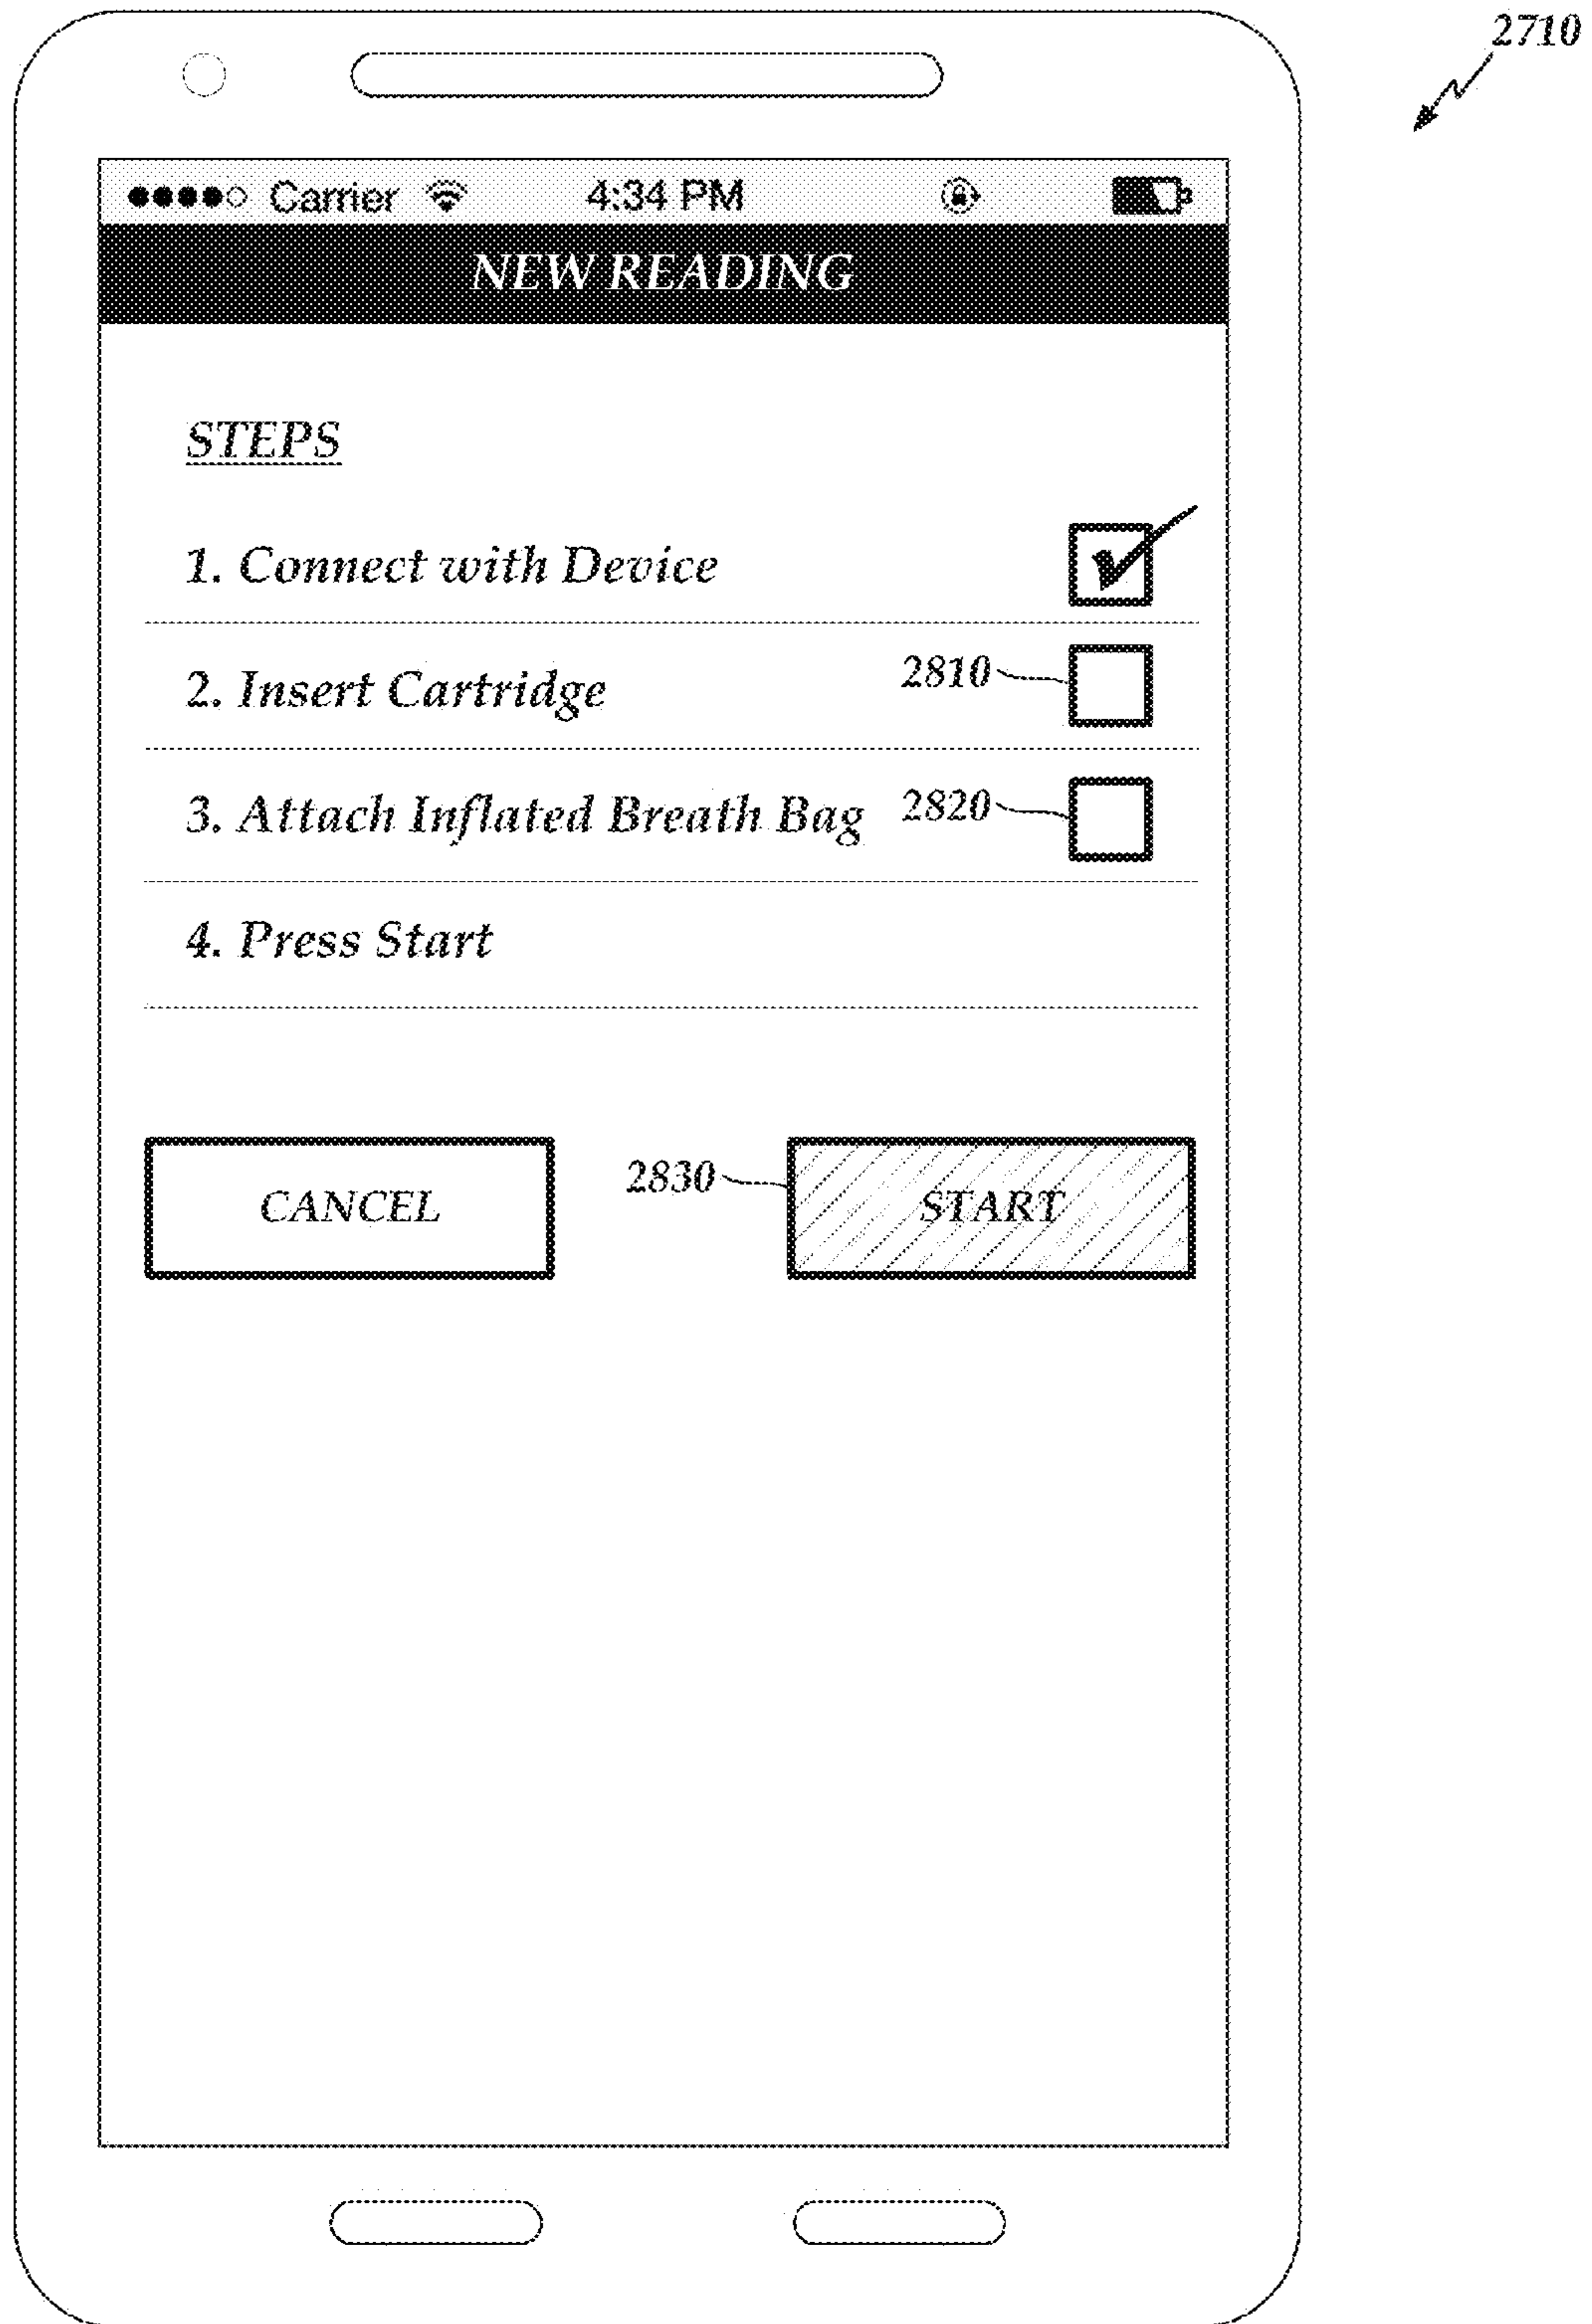 2710
Carrier 4:34 PM
NEW READING
STEPS
1. Connect with Device
2. Insert Cartridge 2810
3. Attach Inflated Breath Bag 2820
4. Press Start
CANCEL 2830 START